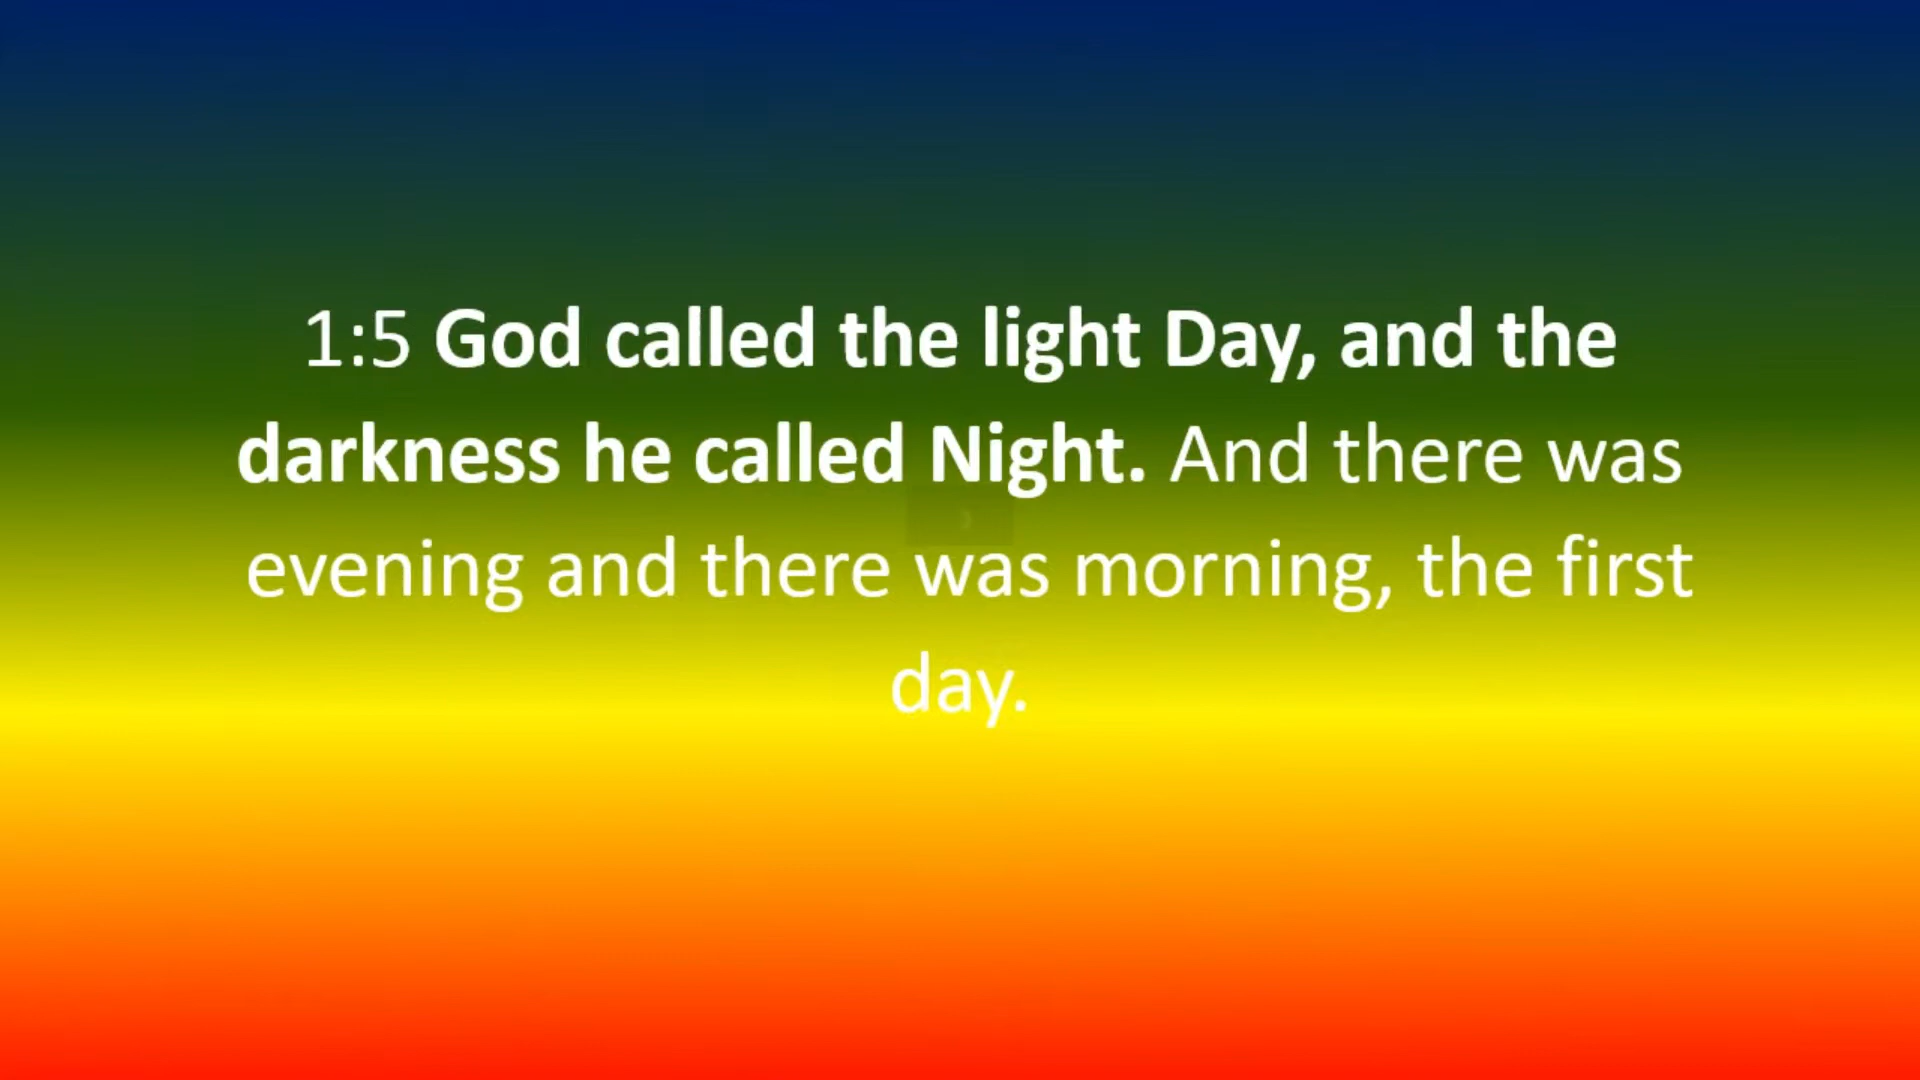 1:5 God called the light Day, and the
darkness he called Night. And there was
evening and there was morning, the first
day.